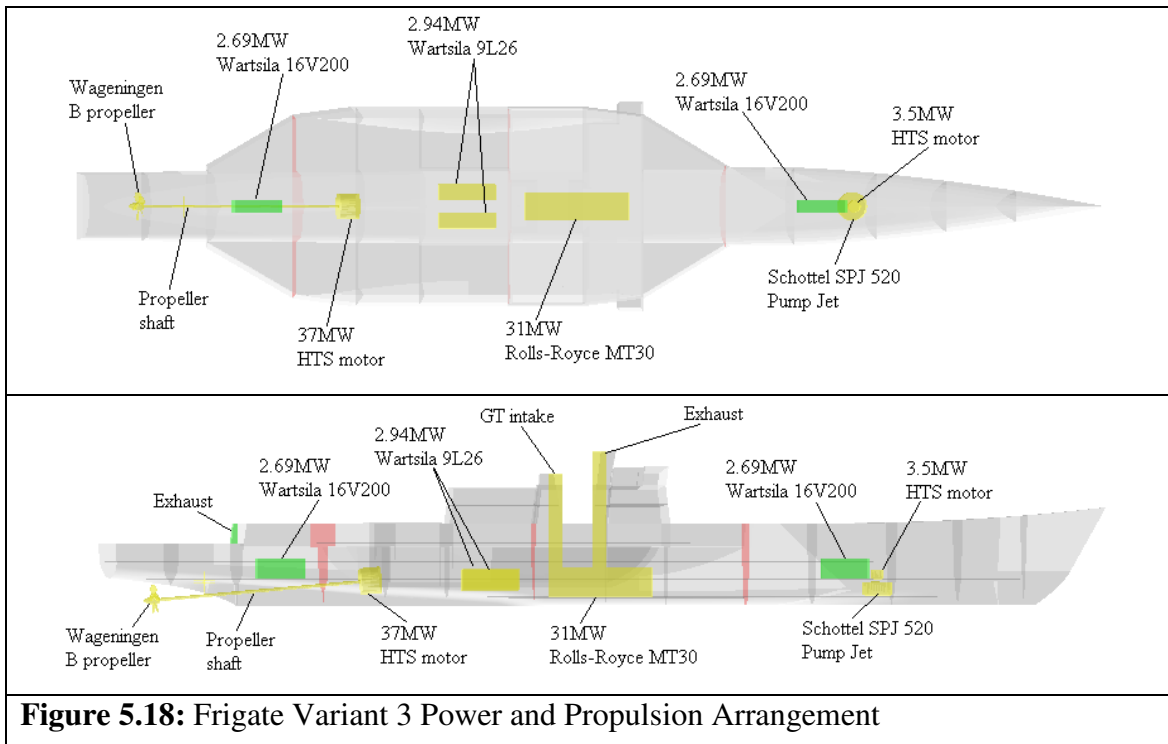 2.69MW
Wartsila 16V200
2.94MW
Wartsila 9L26
Wageningen
B propeller
2.69MW
Wartsila 16V200
3.5MW
HTS motor
Propeller
shaft
37MW
HTS motor
31MW
Rolls-Royce MT30
Schottel SPJ 520
Pump Jet
GT intake
Exhaust
2.94MW
Wartsila 9L26
2.69MW
Wartsila 16V200
Exhaust
2.69MW
Wartsila 16V200
3.5MW
HTS motor
Wageningen
B propeller
Propeller
shaft
37MW
HTS motor
31MW
Rolls-Royce MT30
Schottel SPJ 520
Pump Jet
Figure 5.18: Frigate Variant 3 Power and Propulsion Arrangement